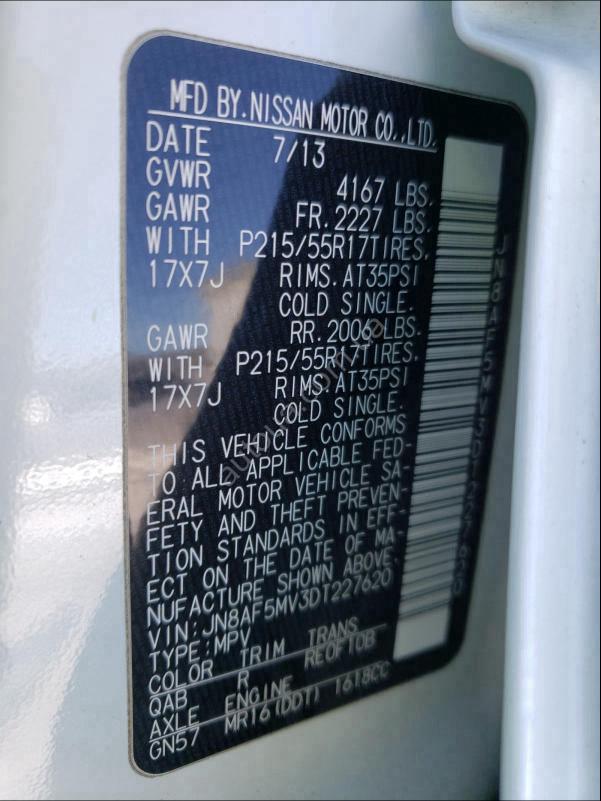 MFD BY.NISSAN MOTOR CO.,LTD.
DATE 7/13
GVWR 4167 LBS.
GAWR FR.2227 LBS.
WITH P215/55R17TIRES.
17X7J RIMS.AT35PSI
COLD SINGLE.
GAWR RR.2006 LBS.
WITH P215/55R17TIRES.
17X7J RIMS.AT35PSI
COLD SINGLE.
THIS VEHICLE CONFORMS
TO ALL APPLICABLE FED-
ERAL MOTOR VEHICLE SA-
FETY AND THEFT PREVEN-
TION STANDARDS IN EFF-
ECT ON THE DATE OF MA-
NUFACTURE SHOWN ABOVE.
VIN:JN8AF5MV3DT227620
TYPE:MPV
COLOR TRIM TRANS
QAB R RE0F10B
AXLE ENGINE
GN57 MR16(DDT) 1618CC
JN8AF5MV3DT227620